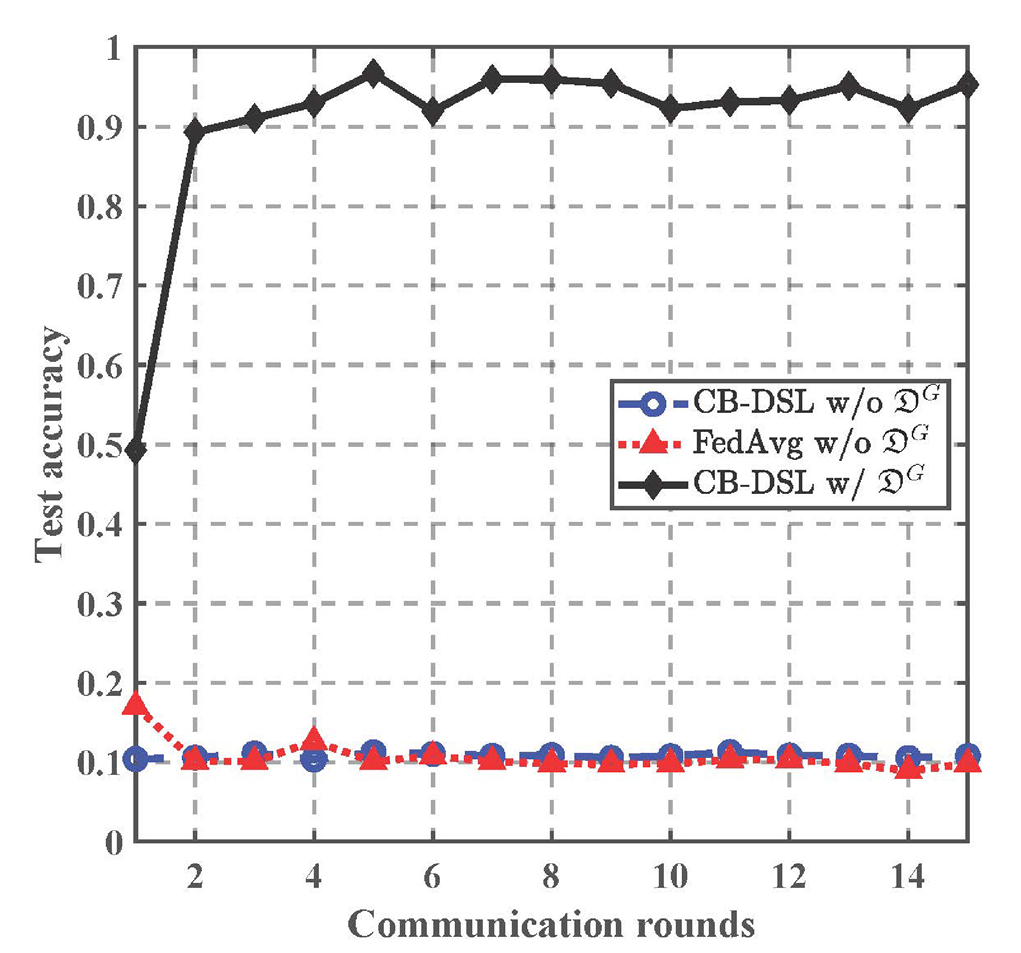 1
0.9
0.8
0.7
0.6
0.5
0.4
0.3
0.2
0.1
0
Test accuracy
CB-DSL w/o 𝔇^G
FedAvg w/o 𝔇^G
CB-DSL w/ 𝔇^G
2 4 6 8 10 12 14
Communication rounds